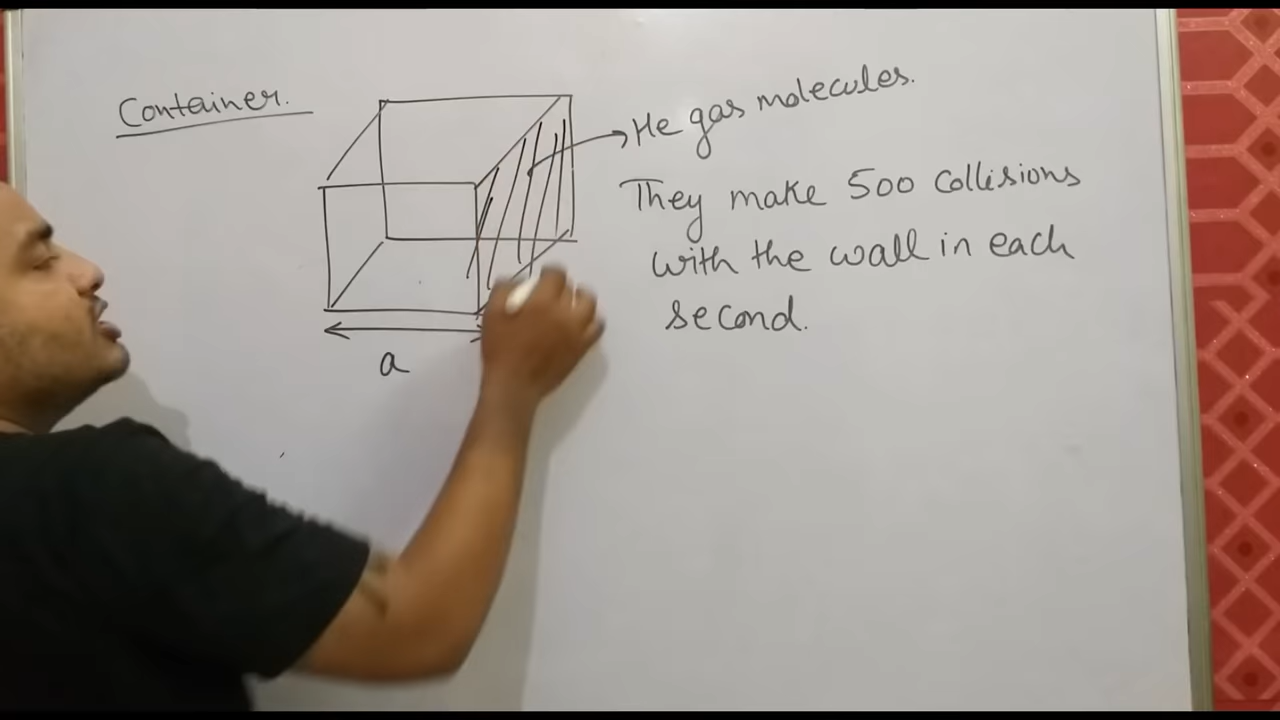 Container.
He gas molecules.
They make 500 collisions
with the wall in each
second.
a